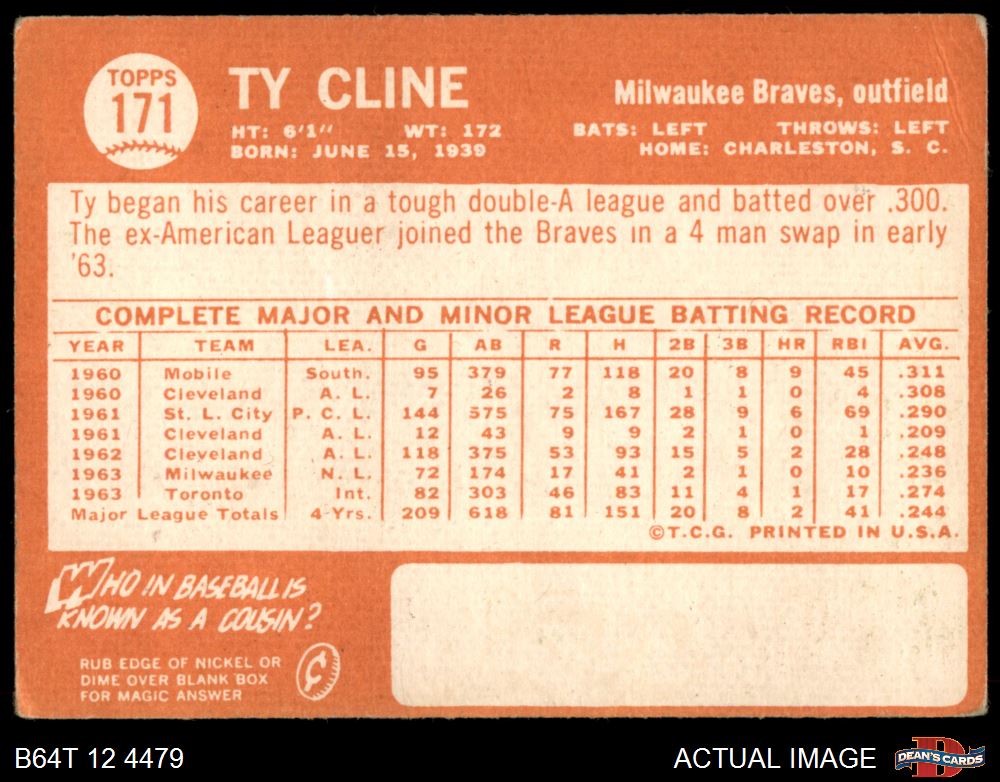 TOPPS
171
TY CLINE
Milwaukee Braves, outfield
HT: 6'1" WT: 172 BATS: LEFT THROWS: LEFT
BORN: JUNE 15, 1939 HOME: CHARLESTON, S. C.
Ty began his career in a tough double-A league and batted over .300.
The ex-American Leaguer joined the Braves in a 4 man swap in early
'63.
COMPLETE MAJOR AND MINOR LEAGUE BATTING RECORD
YEAR TEAM LEA. G AB R H 2B 3B HR RBI AVG.
1960 Mobile South. 95 379 77 118 20 8 9 45 .311
1960 Cleveland A. L. 7 26 2 8 1 1 0 4 .308
1961 St. L. City P. C. L. 144 575 75 167 28 9 6 69 .290
1961 Cleveland A. L. 12 43 9 9 2 1 0 1 .209
1962 Cleveland A. L. 118 375 53 93 15 5 2 28 .248
1963 Milwaukee N. L. 72 174 17 41 2 1 0 10 .236
1963 Toronto Int. 82 303 46 83 11 4 1 17 .274
Major League Totals 4 Yrs. 209 618 81 151 20 8 2 41 .244
©T.C.G. PRINTED IN U.S.A.
WHO IN BASEBALL IS
KNOWN AS A COUSIN?
RUB EDGE OF NICKEL OR
DIME OVER BLANK BOX
FOR MAGIC ANSWER
¢
B64T 12 4479
ACTUAL IMAGE
D
DEAN'S CARDS